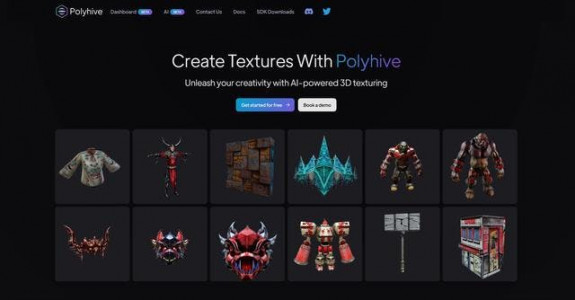 Polyhive
Dashboard BETA AI BETA Contact Us Docs SDK Downloads
Create Textures With Polyhive
Unleash your creativity with AI-powered 3D texturing
Get started for free → Book a demo